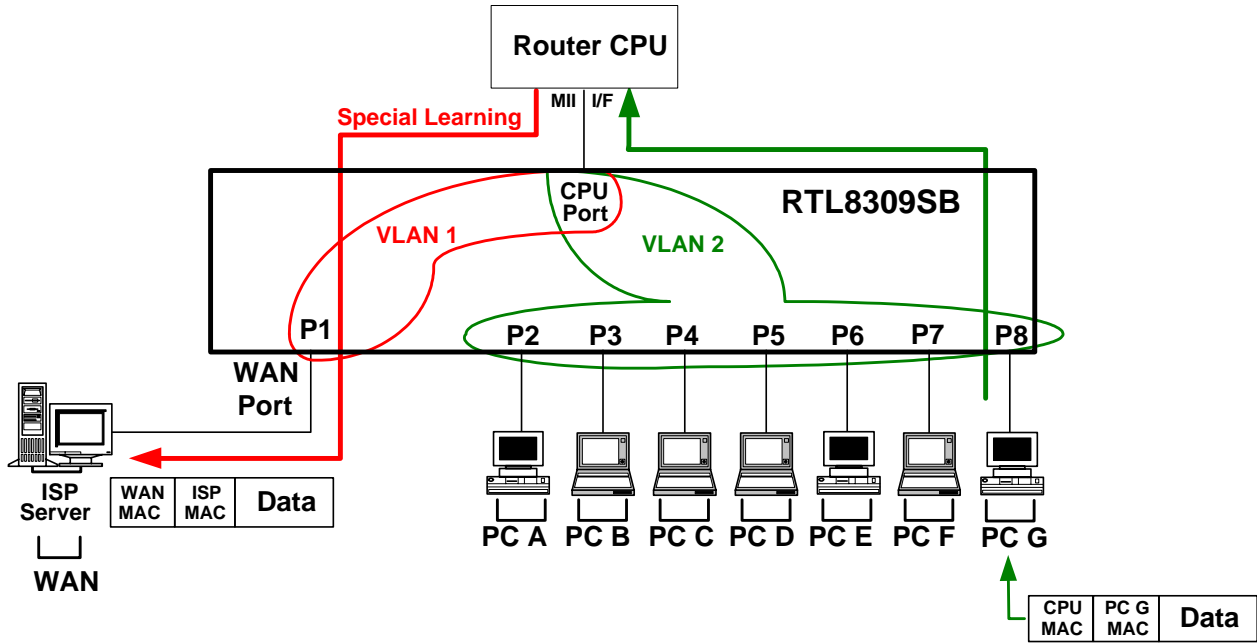 Router CPU
MII I/F
Special Learning
CPU
Port
RTL8309SB
VLAN 1
VLAN 2
P1
P2
P3
P4
P5
P6
P7
P8
WAN
Port
ISP
Server
WAN
WAN
MAC
ISP
MAC
Data
PC A
PC B
PC C
PC D
PC E
PC F
PC G
CPU
MAC
PC G
MAC
Data